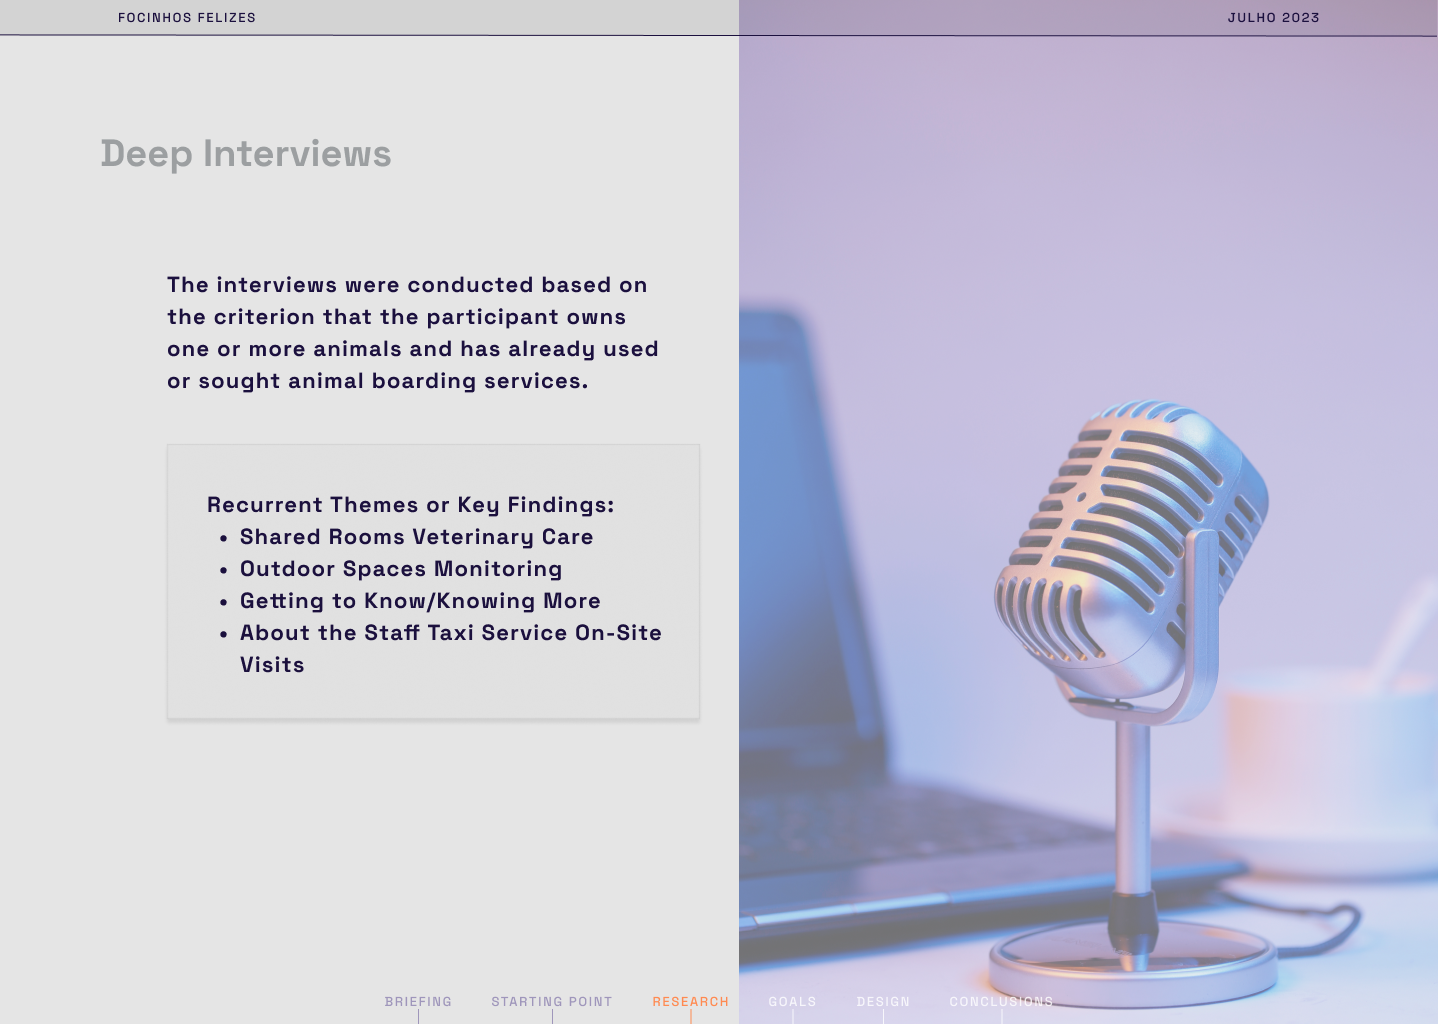 FOCINHOS FELIZES
JULHO 2023
Deep Interviews
The interviews were conducted based on
the criterion that the participant owns
one or more animals and has already used
or sought animal boarding services.
Recurrent Themes or Key Findings:
• Shared Rooms Veterinary Care
• Outdoor Spaces Monitoring
• Getting to Know/Knowing More
• About the Staff Taxi Service On-Site
Visits
BRIEFING STARTING POINT RESEARCH GOALS DESIGN CONCLUSIONS